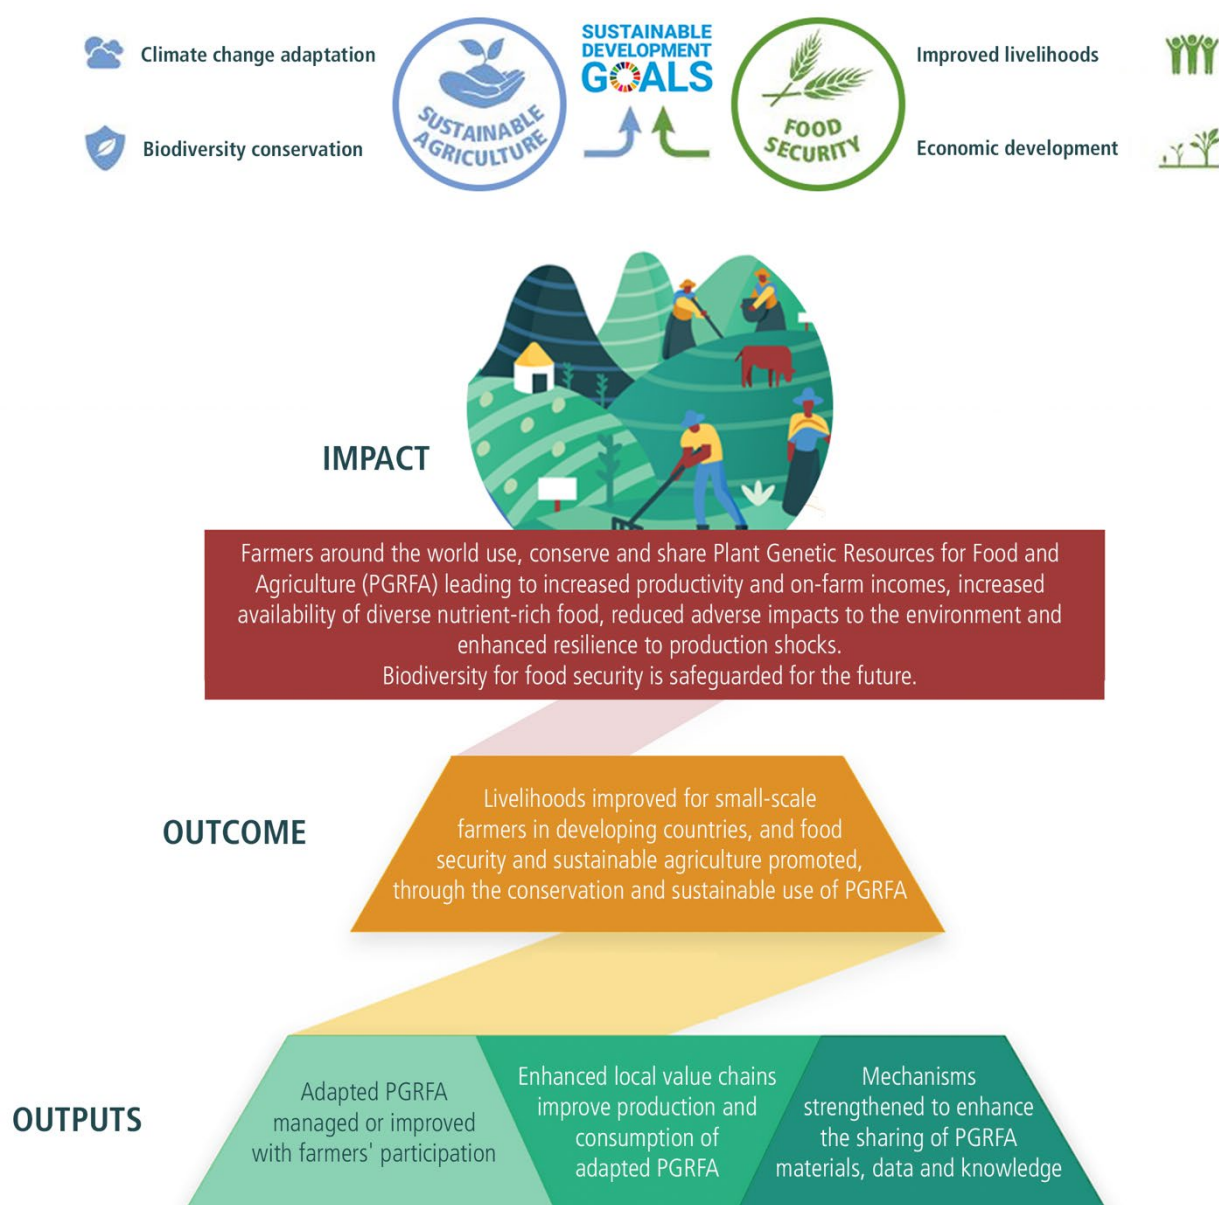 Climate change adaptation
Biodiversity conservation
SUSTAINABLE
AGRICULTURE
SUSTAINABLE
DEVELOPMENT
GOALS
FOOD
SECURITY
Improved livelihoods
Economic development
IMPACT
Farmers around the world use, conserve and share Plant Genetic Resources for Food and
Agriculture (PGRFA) leading to increased productivity and on-farm incomes, increased
availability of diverse nutrient-rich food, reduced adverse impacts to the environment and
enhanced resilience to production shocks.
Biodiversity for food security is safeguarded for the future.
OUTCOME
Livelihoods improved for small-scale
farmers in developing countries, and food
security and sustainable agriculture promoted,
through the conservation and sustainable use of PGRFA
OUTPUTS
Adapted PGRFA
managed or improved
with farmers' participation
Enhanced local value chains
improve production and
consumption of
adapted PGRFA
Mechanisms
strengthened to enhance
the sharing of PGRFA
materials, data and knowledge